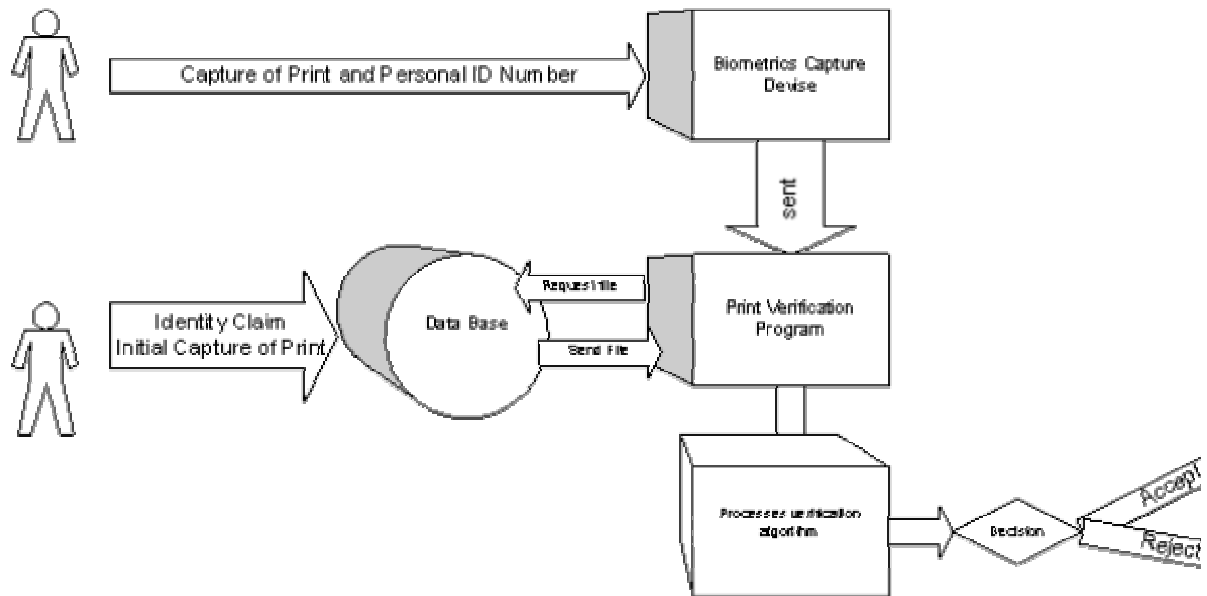 Capture of Print and Personal ID Number
Biometrics Capture
Devise
sent
Identity Claim
Initial Capture of Print
Data Base
Request file
Send File
Print Verification
Program
Processes verification
algorithm
Decision
Accept
Reject